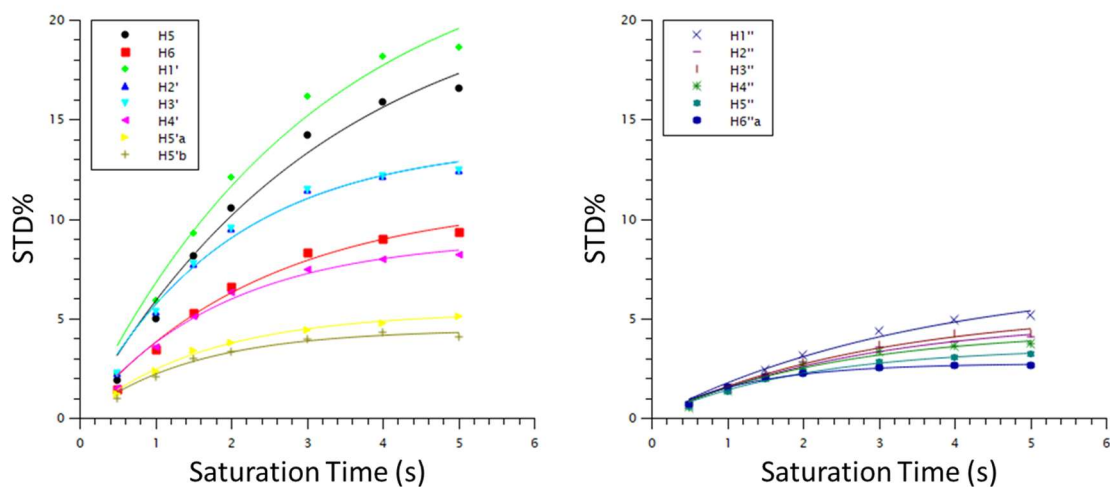 20
15
10
5
0
STD%
H5
H6
H1'
H2'
H3'
H4'
H5'a
H5'b
0 1 2 3 4 5 6
Saturation Time (s)
20
15
10
5
0
STD%
H1''
H2''
H3''
H4''
H5''
H6''a
0 1 2 3 4 5 6
Saturation Time (s)